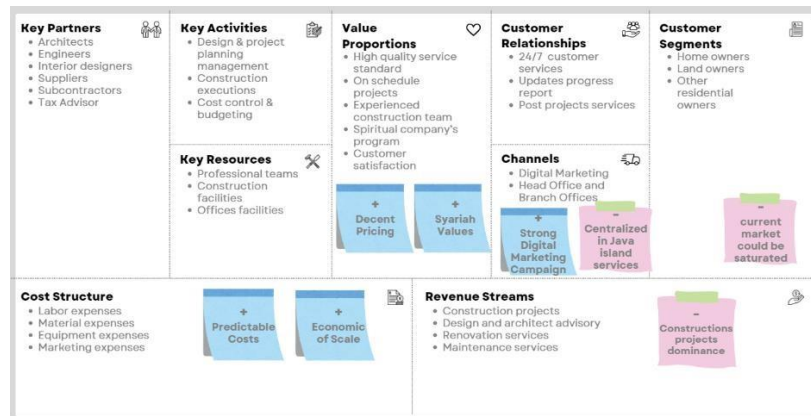 Key Partners
• Architects
• Engineers
• Interior designers
• Suppliers
• Subcontractors
• Tax Advisor
Key Activities
• Design & project
planning
management
• Construction
executions
• Cost control &
budgeting
Key Resources
• Professional teams
• Construction
facilities
• Offices facilities
Value
Proportions
• High quality service
standard
• On schedule
projects
• Experienced
construction team
• Spiritual company's
program
• Customer
satisfaction
+
Decent
Pricing
+
Syariah
Values
Customer
Relationships
• 24/7 customer
services
• Updates progress
report
• Post projects services
Channels
• Digital Marketing
• Head Office and
Branch Offices
+
Strong
Digital
Marketing
Campaign
-
Centralized
in Java
island
services
Customer
Segments
• Home owners
• Land owners
• Other
residential
owners
-
current
market
could be
saturated
Cost Structure
• Labor expenses
• Material expenses
• Equipment expenses
• Marketing expenses
+
Predictable
Costs
+
Economic
of Scale
Revenue Streams
• Construction projects
• Design and architect advisory
• Renovation services
• Maintenance services
-
Constructions
projects
dominance